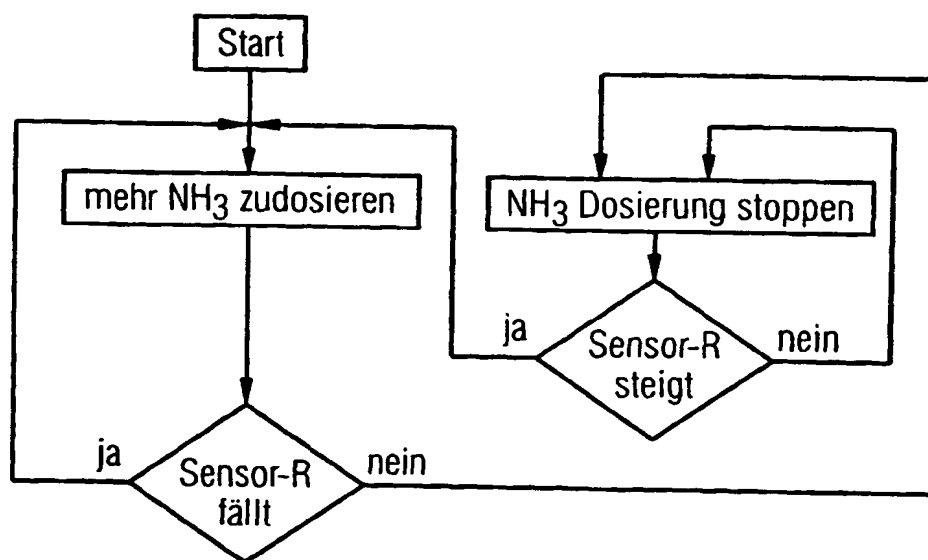 Start
mehr NH3 zudosieren
NH3 Dosierung stoppen
ja
Sensor-R
steigt
nein
ja
Sensor-R
fällt
nein